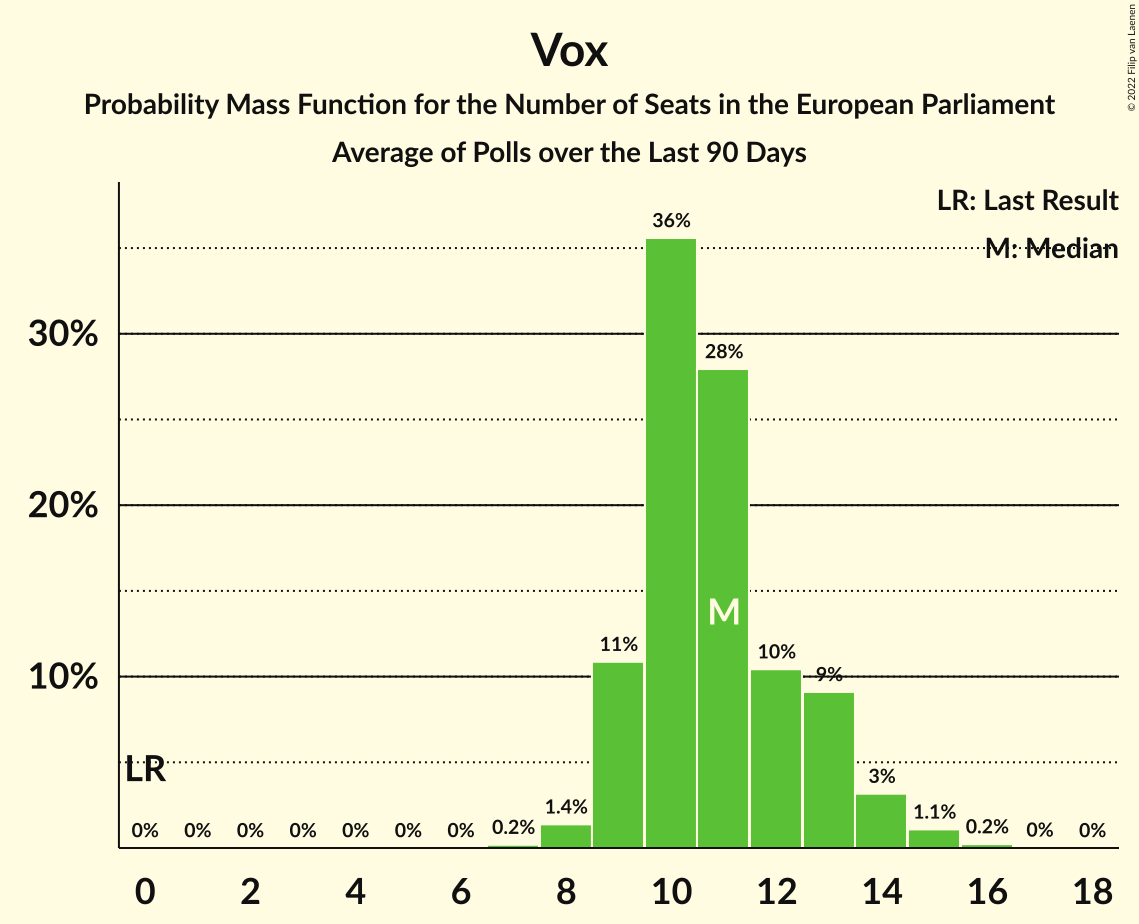 Vox
Probability Mass Function for the Number of Seats in the European Parliament
Average of Polls over the Last 90 Days
© 2022 Filip van Laenen
LR: Last Result
M: Median
36%
30%
28%
20%
M
11%
10%
10%
9%
LR
3%
0% 0% 0% 0% 0% 0% 0% 0.2% 1.4% 1.1% 0.2% 0% 0%
0 2 4 6 8 10 12 14 16 18